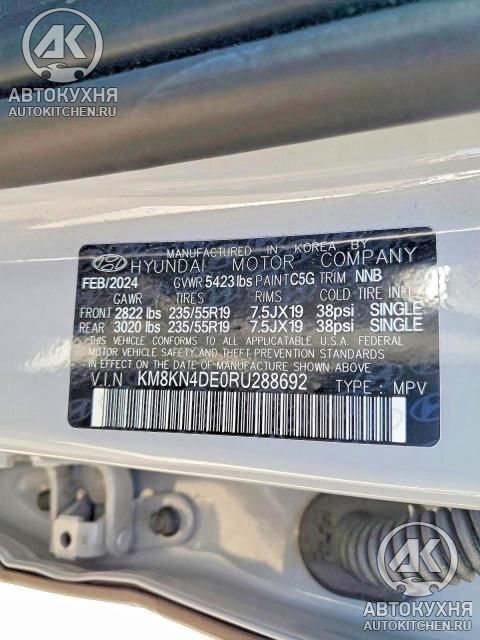 АК
АВТОКУХНЯ
AUTOKITCHEN.RU
MANUFACTURED IN KOREA BY
HYUNDAI MOTOR COMPANY
FEB/2024 GVWR 5423 lbs PAINT C5G TRIM NNB
GAWR TIRES RIMS COLD TIRE INFL
FRONT 2822 lbs 235/55R19 7.5JX19 38psi SINGLE
REAR 3020 lbs 235/55R19 7.5JX19 38psi SINGLE
THIS VEHICLE CONFORMS TO ALL APPLICABLE U.S.A. FEDERAL
MOTOR VEHICLE SAFETY AND THEFT PREVENTION STANDARDS
IN EFFECT ON THE DATE OF MANUFACTURE SHOWN ABOVE.
V.I.N KM8KN4DE0RU288692 TYPE : MPV
АК
АВТОКУХНЯ
AUTOKITCHEN.RU